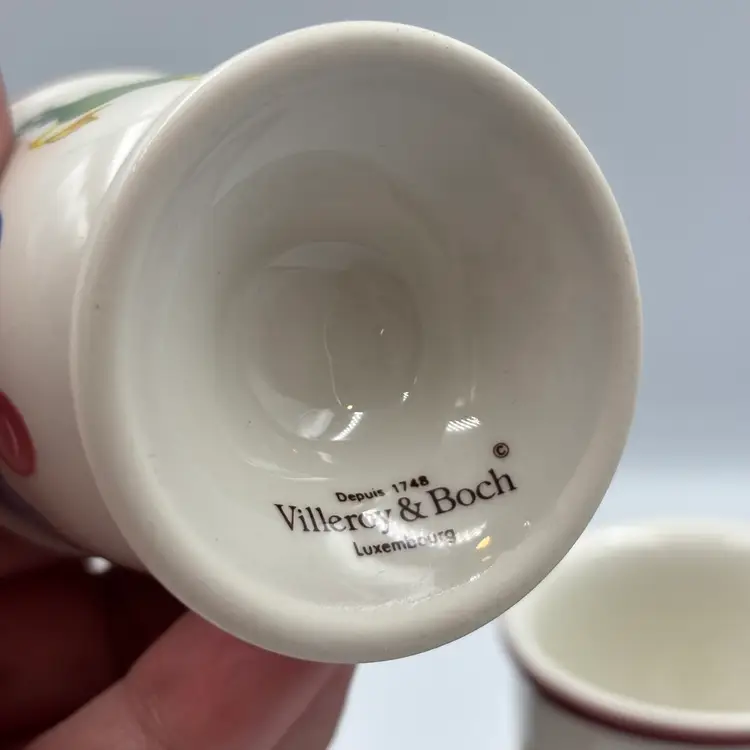 ©
Depuis 1748
Villeroy & Boch
Luxembourg